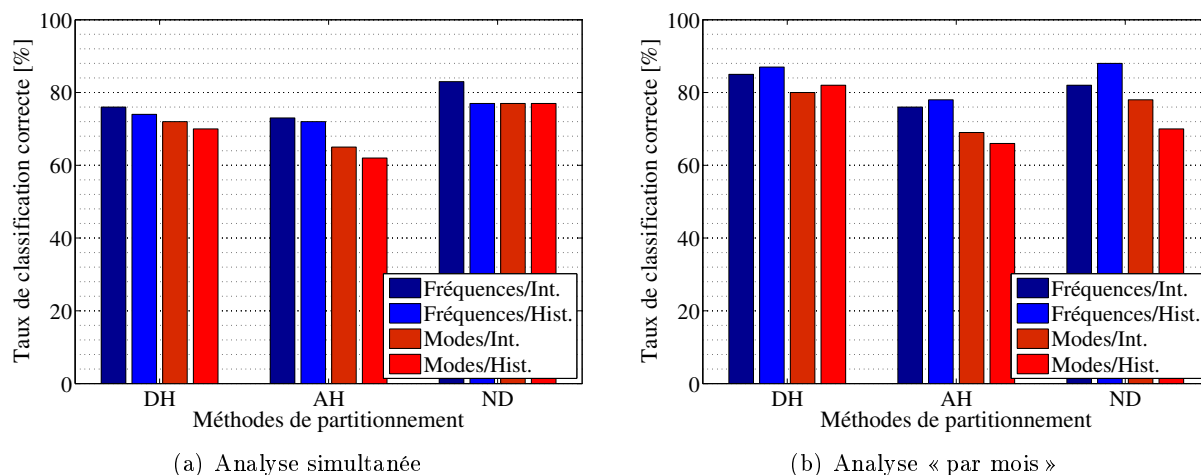 Taux de classification correcte [%]
100
80
60
40
20
0
Fréquences/Int.
Fréquences/Hist.
Modes/Int.
Modes/Hist.
DH
AH
ND
Méthodes de partitionnement
(a) Analyse simultanée
Taux de classification correcte [%]
100
80
60
40
20
0
Fréquences/Int.
Fréquences/Hist.
Modes/Int.
Modes/Hist.
DH
AH
ND
Méthodes de partitionnement
(b) Analyse « par mois »